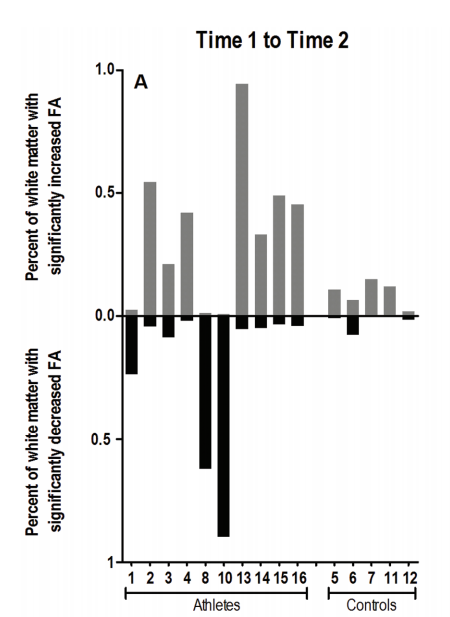 Time 1 to Time 2
A
Percent of white matter with
significantly increased FA
Percent of white matter with
significantly decreased FA
1.0
0.5
0.0
0.5
1
1 2 3 4 8 10 13 14 15 16 5 6 7 11 12
Athletes Controls